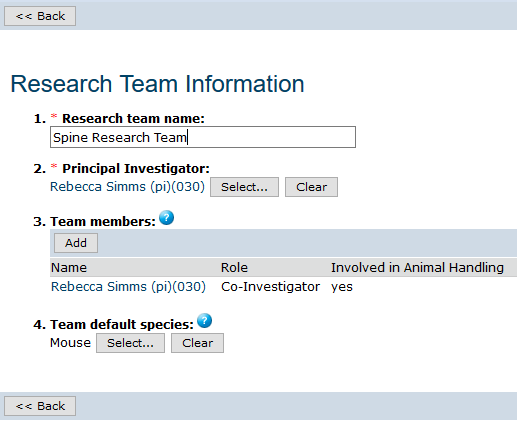 << Back
Research Team Information
1. * Research team name:
Spine Research Team
2. * Principal Investigator:
Rebecca Simms (pi)(030) Select... Clear
3. Team members: ?
Add
Name Role Involved in Animal Handling
Rebecca Simms (pi)(030) Co-Investigator yes
4. Team default species: ?
Mouse Select... Clear
<< Back